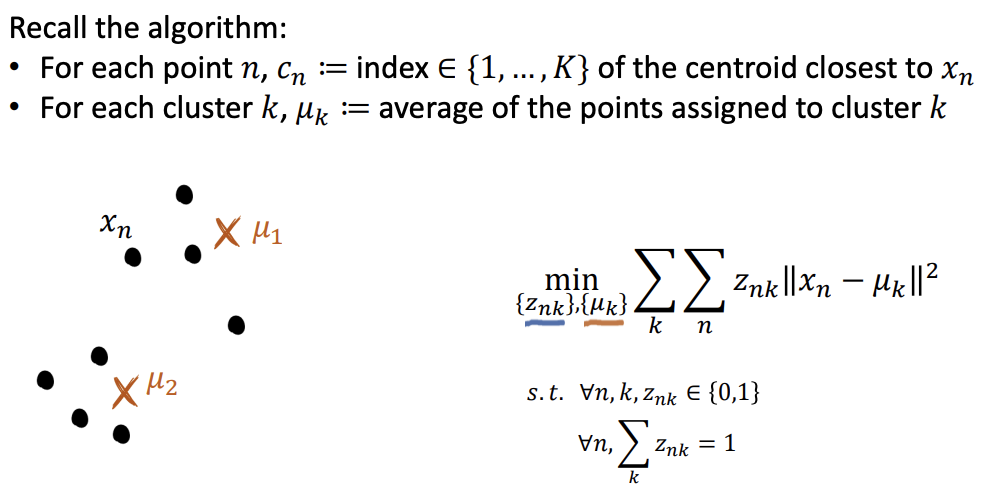 Recall the algorithm:
• For each point n, cₙ := index ∈ {1, … , K} of the centroid closest to xₙ
• For each cluster k, μₖ := average of the points assigned to cluster k
xₙ
μ₁
μ₂
min ∑ ∑ zₙₖ‖xₙ − μₖ‖²
{zₙₖ},{μₖ} k n
s.t. ∀n, k, zₙₖ ∈ {0,1}
∀n, ∑ zₙₖ = 1
k